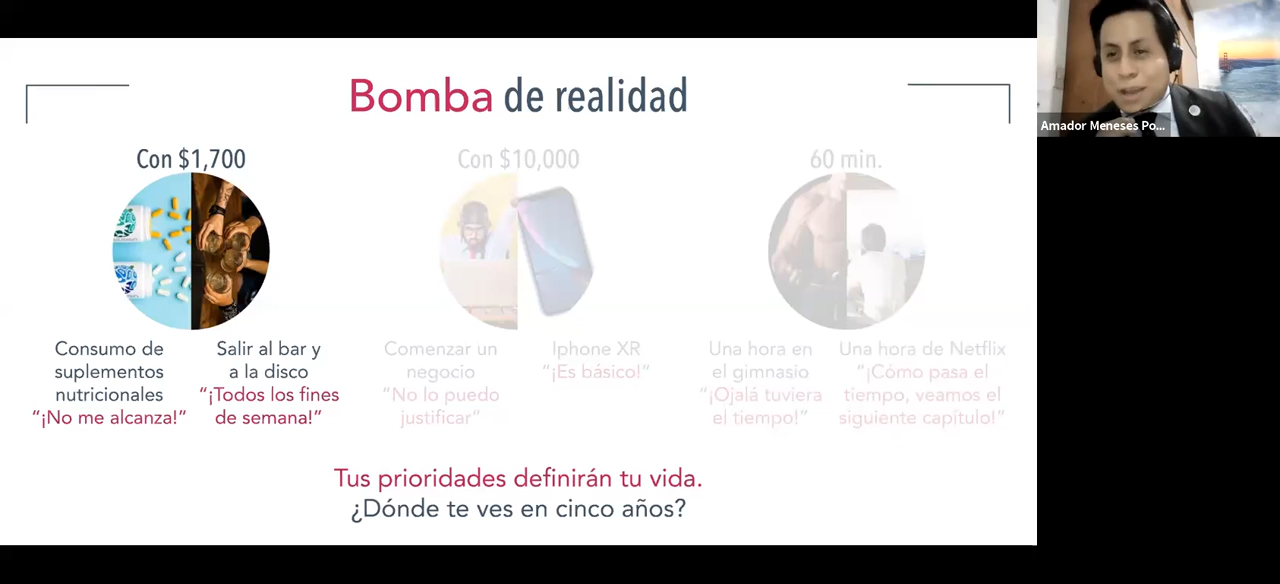 Bomba de realidad
Con $1,700
Consumo de
suplementos
nutricionales
“¡No me alcanza!”
Salir al bar y
a la disco
“¡Todos los fines
de semana!”
Con $10,000
Comenzar un
negocio
“No lo puedo
justificar”
Iphone XR
“¡Es básico!”
60 min.
Una hora en
el gimnasio
“¡Ojalá tuviera
el tiempo!”
Una hora de Netflix
“¡Cómo pasa el
tiempo, veamos el
siguiente capítulo!”
Tus prioridades definirán tu vida.
¿Dónde te ves en cinco años?
Amador Meneses Po...